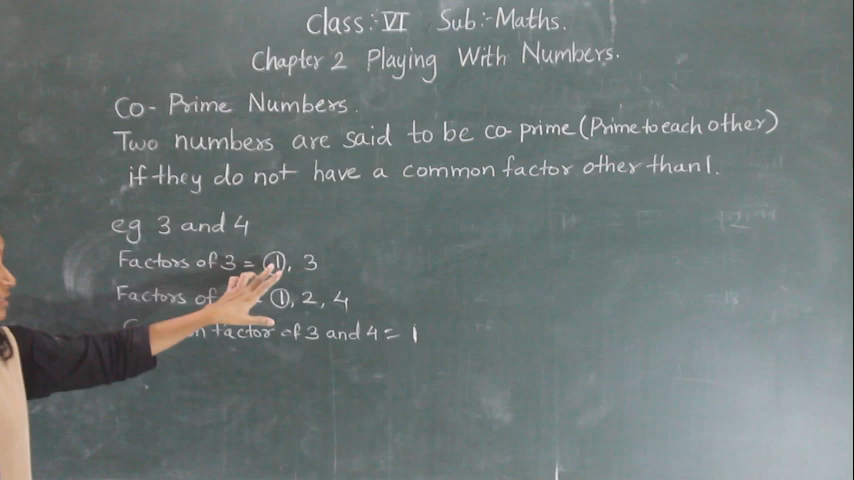 Class:- VI Sub:- Maths.
Chapter 2 Playing With Numbers.
Co-Prime Numbers.
Two numbers are said to be co-prime (Prime to each other)
if they do not have a common factor other than 1.
eg 3 and 4
Factors of 3 = 1, 3
Factors of = 1, 2, 4
factor of 3 and 4 = 1